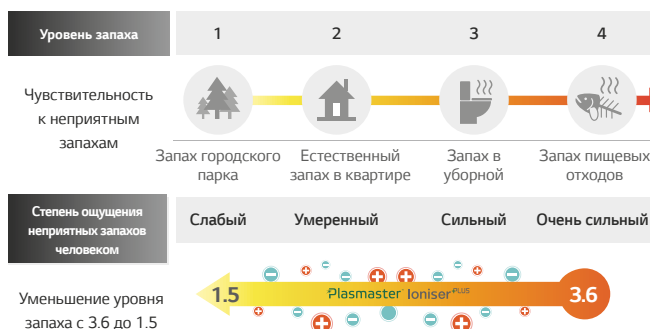 Уровень запаха 1 2 3 4
Чувствительность
к неприятным
запахам
Запах городского
парка
Естественный
запах в квартире
Запах в
уборной
Запах пищевых
отходов
Степень ощущения
неприятных запахов
человеком
Слабый Умеренный Сильный Очень сильный
Уменьшение уровня
запаха с 3.6 до 1.5
1.5 Plasmaster Ioniser PLUS 3.6